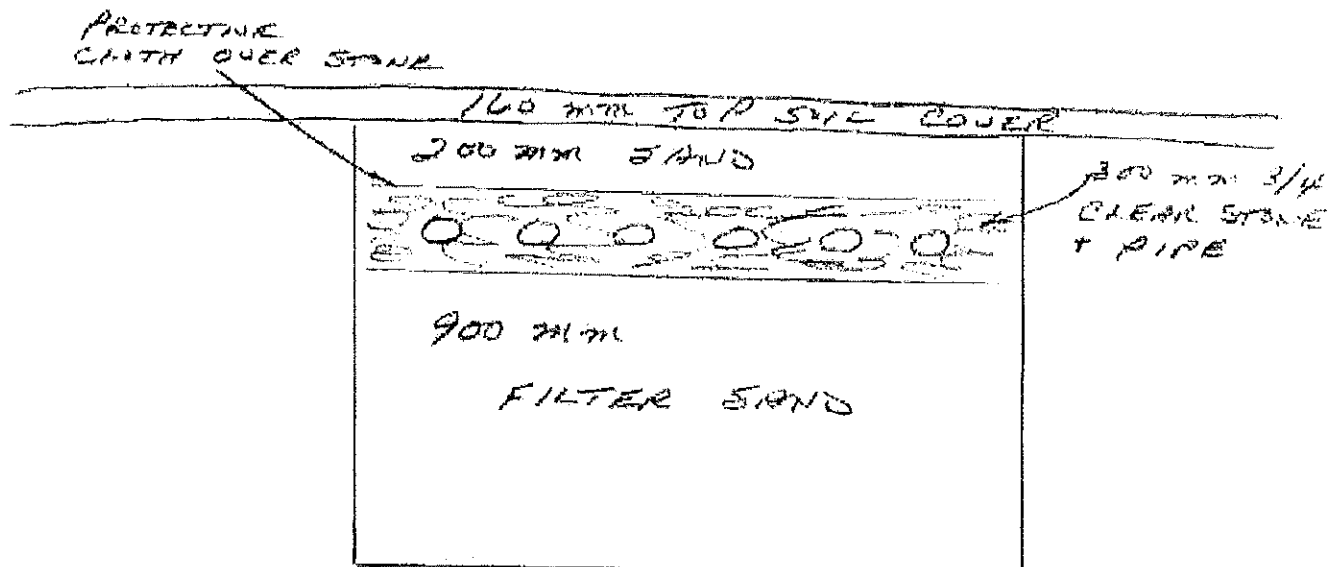 PROTECTIVE
CLOTH OVER STONE
160 mm TOP SOIL COVER
200 mm SAND
300 mm 3/4
CLEAR STONE
+ PIPE
900 mm
FILTER SAND